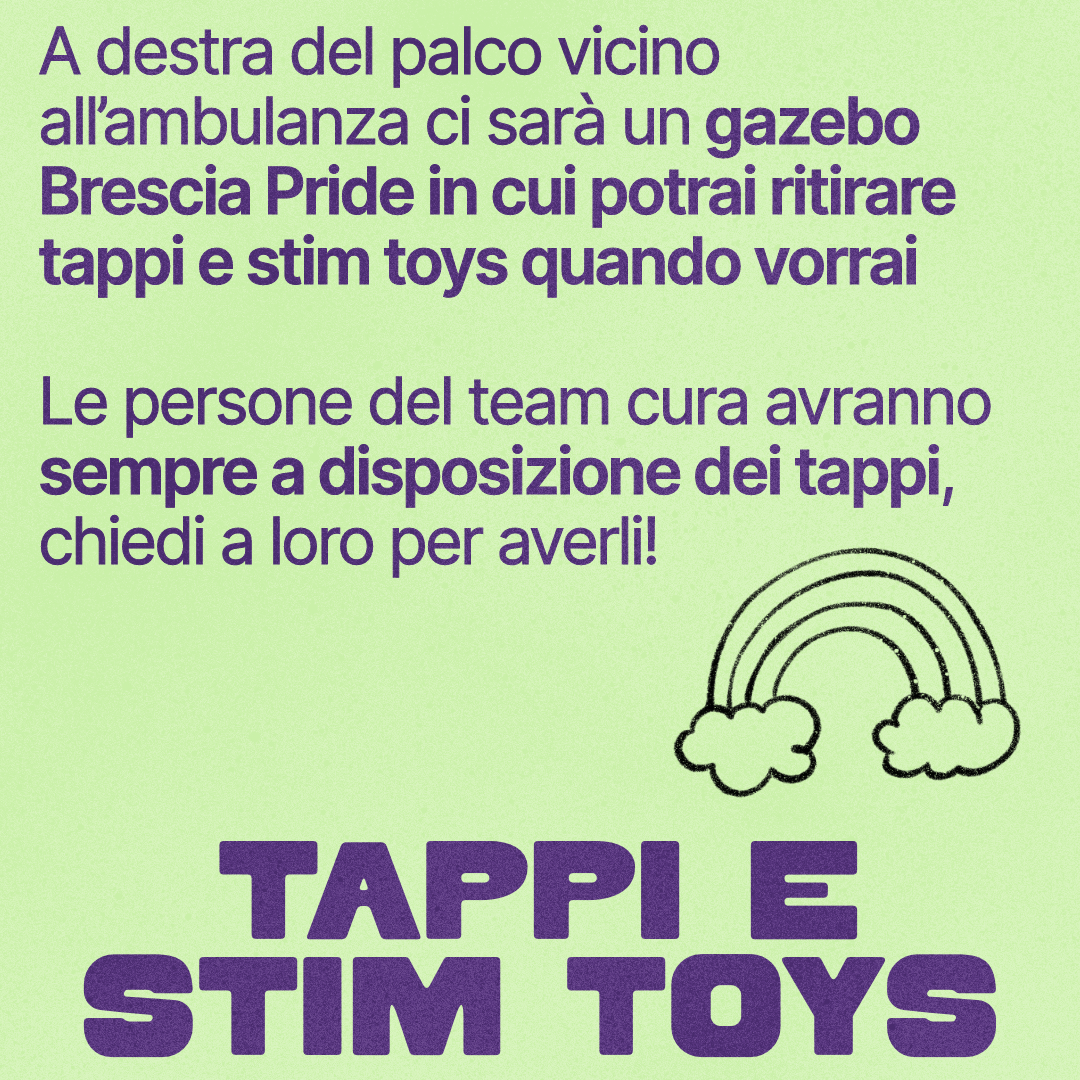 A destra del palco vicino
all’ambulanza ci sarà un gazebo
Brescia Pride in cui potrai ritirare
tappi e stim toys quando vorrai
Le persone del team cura avranno
sempre a disposizione dei tappi,
chiedi a loro per averli!
TAPPI E
STIM TOYS